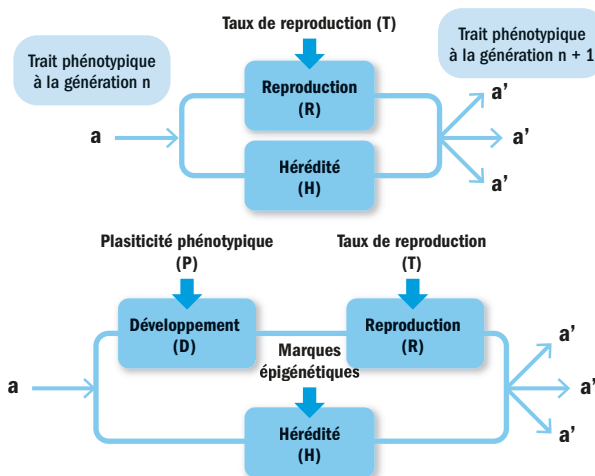 Taux de reproduction (T)
Trait phénotypique
à la génération n
Trait phénotypique
à la génération n + 1
Reproduction
(R)
a
a'
a'
a'
Hérédité
(H)
Plasiticité phénotypique
(P)
Taux de reproduction
(T)
Développement
(D)
Reproduction
(R)
Marques
épigénétiques
a
a'
a'
a'
Hérédité
(H)